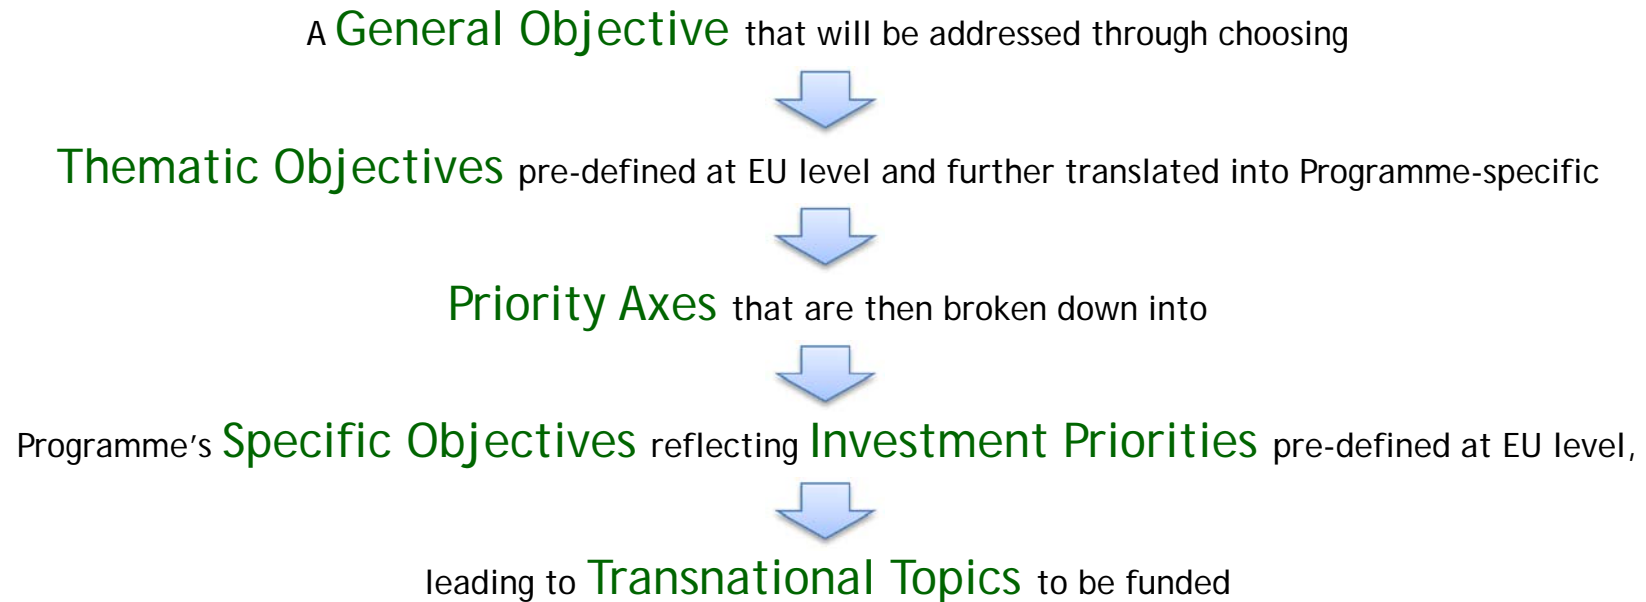 A General Objective that will be addressed through choosing
Thematic Objectives pre-defined at EU level and further translated into Programme-specific
Priority Axes that are then broken down into
Programme's Specific Objectives reflecting Investment Priorities pre-defined at EU level,
leading to Transnational Topics to be funded